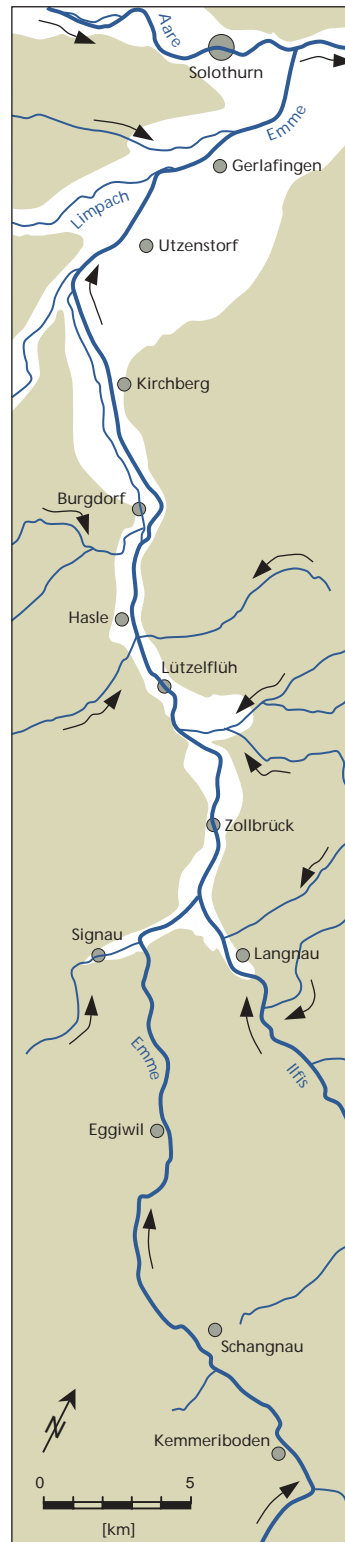 Aare
Solothurn
Emme
Gerlafingen
Limpach
Utzenstorf
Kirchberg
Burgdorf
Hasle
Lützelflüh
Zollbrück
Signau
Langnau
Emme
Ilfis
Eggiwil
Schangnau
Kemmeriboden
N
0 5
[km]